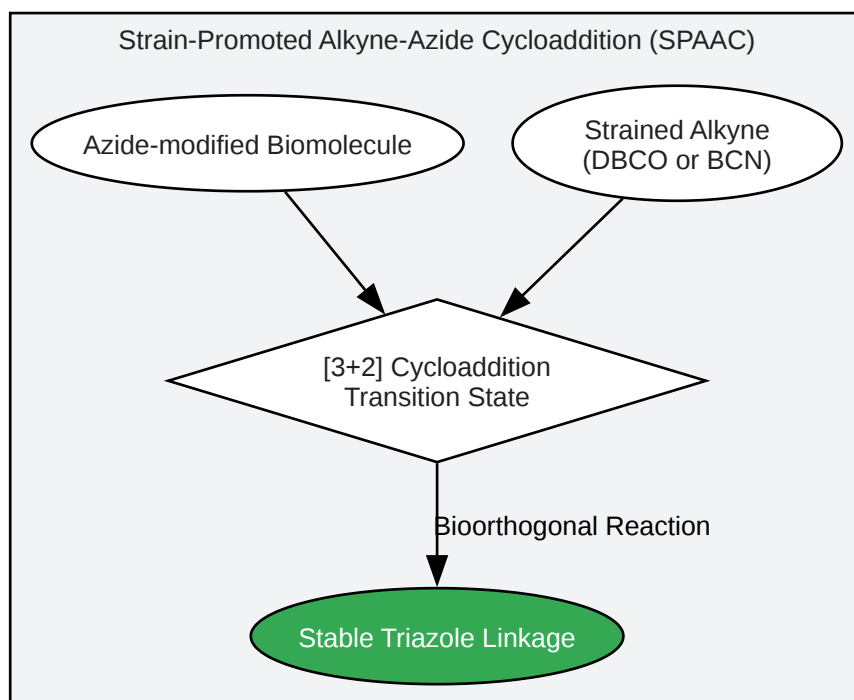 Strain-Promoted Alkyne-Azide Cycloaddition (SPAAC)
Azide-modified Biomolecule
Strained Alkyne
(DBCO or BCN)
[3+2] Cycloaddition
Transition State
Bioorthogonal Reaction
Stable Triazole Linkage